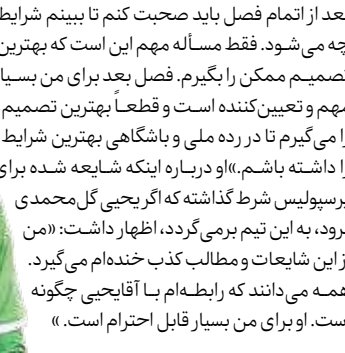 بعد از اتمام فصل باید صحبت کنم تا ببینم شرایط
چه می‌شود. فقط مسأله مهم این است که بهترین
تصمیم ممکن را بگیرم. فصل بعد برای من بسیار
مهم و تعیین‌کننده است و قطعاً بهترین تصمیم
را می‌گیرم تا در رده ملی و باشگاهی بهترین شرایط
را داشته باشم.»او درباره اینکه شایعه شده برای
پرسپولیس شرط گذاشته که اگر یحیی گل‌محمدی
برود، به این تیم برمی‌گردد، اظهار داشت: «من
از این شایعات و مطالب کذب خنده‌ام می‌گیرد.
همه می‌دانند که رابطه‌ام با آقایحیی چگونه
است. او برای من بسیار قابل احترام است. »